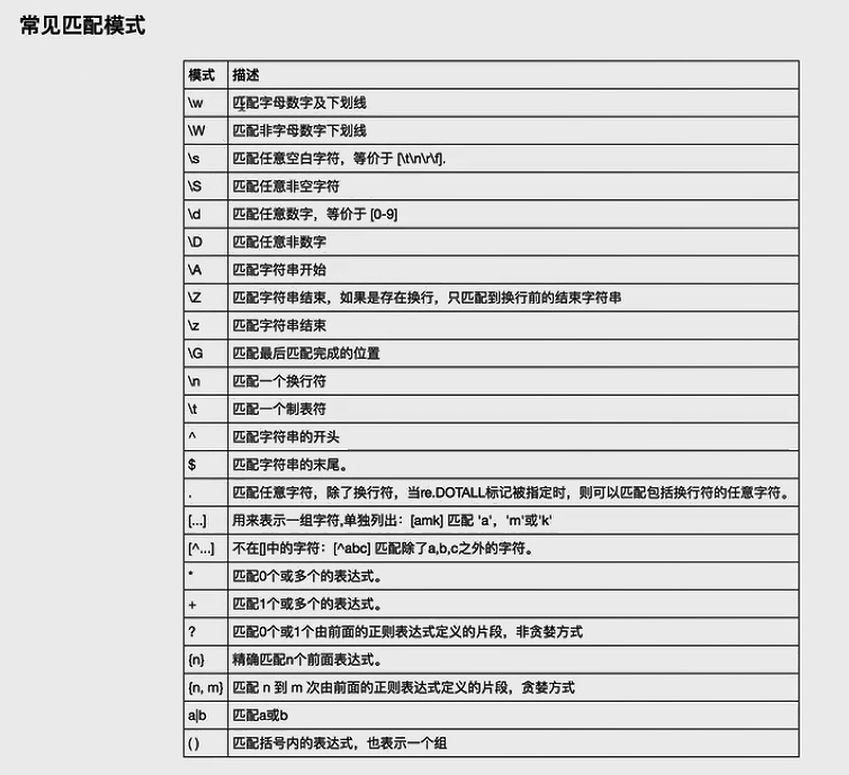 常见匹配模式
模式 描述
\w 匹配字母数字及下划线
\W 匹配非字母数字下划线
\s 匹配任意空白字符，等价于 [\t\n\r\f].
\S 匹配任意非空字符
\d 匹配任意数字，等价于 [0-9]
\D 匹配任意非数字
\A 匹配字符串开始
\Z 匹配字符串结束，如果是存在换行，只匹配到换行前的结束字符串
\z 匹配字符串结束
\G 匹配最后匹配完成的位置
\n 匹配一个换行符
\t 匹配一个制表符
^ 匹配字符串的开头
$ 匹配字符串的末尾。
. 匹配任意字符，除了换行符，当re.DOTALL标记被指定时，则可以匹配包括换行符的任意字符。
[...] 用来表示一组字符,单独列出：[amk] 匹配 'a'，'m'或'k'
[^...] 不在[]中的字符：[^abc] 匹配除了a,b,c之外的字符。
* 匹配0个或多个的表达式。
+ 匹配1个或多个的表达式。
? 匹配0个或1个由前面的正则表达式定义的片段，非贪婪方式
{n} 精确匹配n个前面表达式。
{n, m} 匹配 n 到 m 次由前面的正则表达式定义的片段，贪婪方式
a|b 匹配a或b
( ) 匹配括号内的表达式，也表示一个组